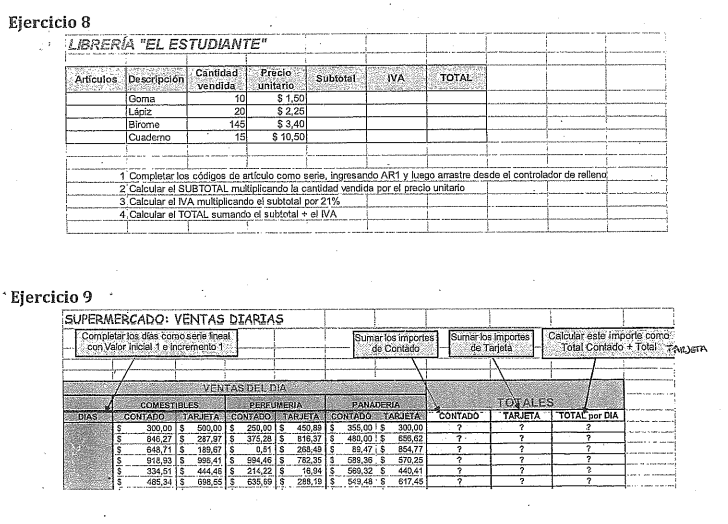 Ejercicio 8
LIBRERÍA "EL ESTUDIANTE"
Artículos Descripción Cantidad vendida Precio unitario Subtotal IVA TOTAL
Goma 10 $ 1,50
Lápiz 20 $ 2,25
Birome 145 $ 3,40
Cuaderno 15 $ 10,50
1 Completar los códigos de artículo como serie, ingresando AR1 y luego arrastre desde el controlador de relleno
2 Calcular el SUBTOTAL multiplicando la cantidad vendida por el precio unitario
3 Calcular el IVA multiplicando el subtotal por 21%
4 Calcular el TOTAL sumando el subtotal + el IVA
Ejercicio 9
SUPERMERCADO: VENTAS DIARIAS
Completar los días como serie lineal
con Valor inicial 1 e incremento 1
Sumar los importes
de Contado
Sumar los importes
de Tarjeta
Calcular este importe como
Total Contado + Total TARJETA
VENTAS DEL DIA
COMESTIBLES PERFUMERIA PANADERIA TOTALES
DIAS CONTADO TARJETA CONTADO TARJETA CONTADO TARJETA CONTADO TARJETA TOTAL por DIA
$ 300,00 $ 500,00 $ 250,00 $ 450,89 $ 355,00 $ 300,00 ? ? ?
$ 846,27 $ 287,97 $ 375,28 $ 816,37 $ 480,00 $ 656,62 ? ? ?
$ 648,71 $ 189,67 $ 0,51 $ 268,49 $ 89,47 $ 854,77 ? ? ?
$ 918,93 $ 996,41 $ 994,46 $ 782,35 $ 589,36 $ 570,25 ? ? ?
$ 334,51 $ 444,46 $ 214,22 $ 16,94 $ 569,32 $ 440,41 ? ? ?
$ 485,34 $ 698,55 $ 635,69 $ 288,19 $ 549,48 $ 617,45 ? ? ?